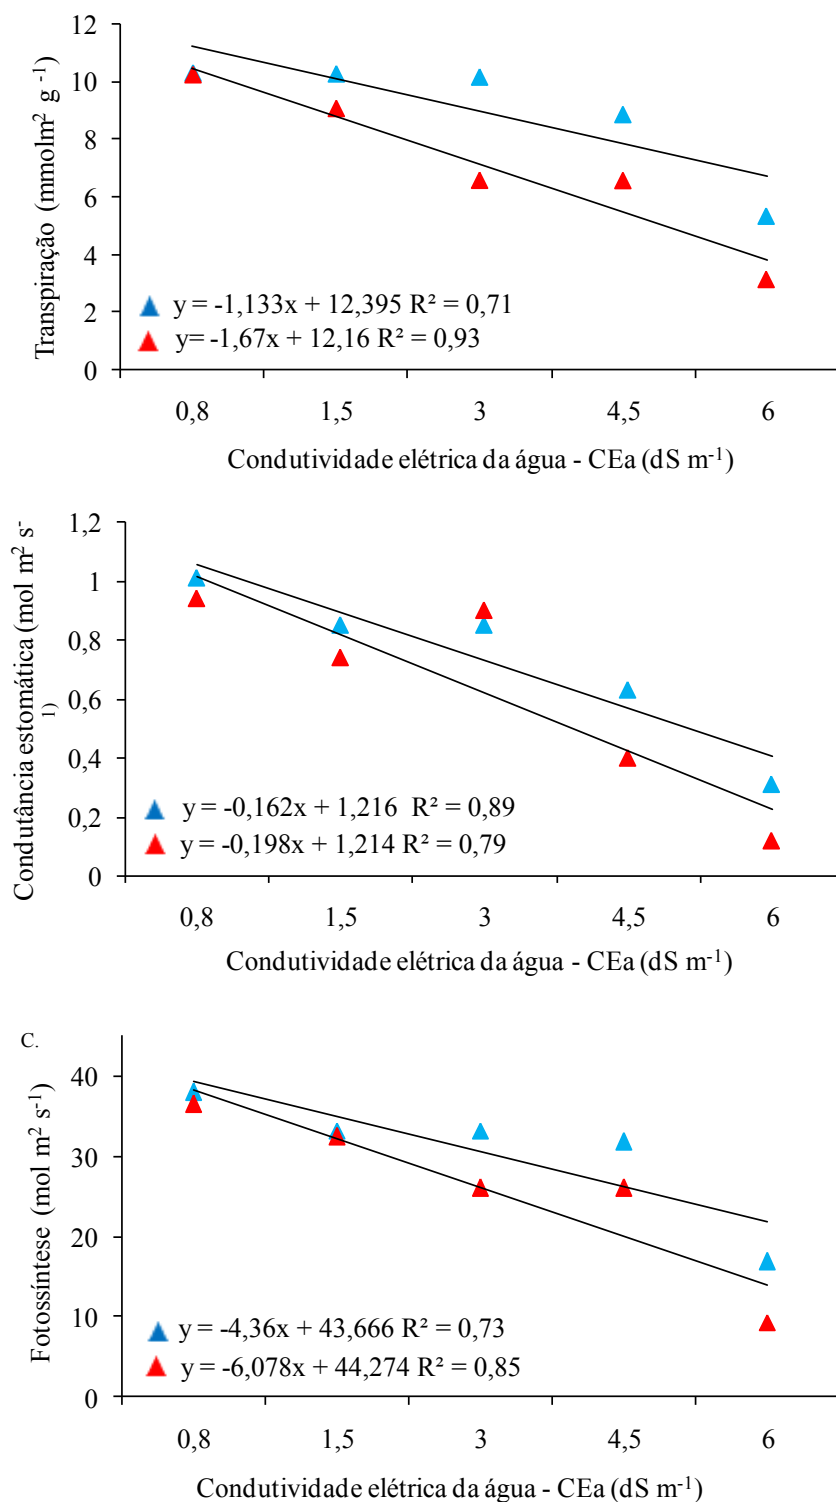 12
10
8
6
4
2
0
Transpiração (mmolm² g ⁻¹)
y = -1,133x + 12,395 R² = 0,71
y= -1,67x + 12,16 R² = 0,93
0,8 1,5 3 4,5 6
Condutividade elétrica da água - CEa (dS m⁻¹)
1,2
1
0,8
0,6
0,4
0,2
0
Condutância estomática (mol m² s⁻
¹)
y = -0,162x + 1,216 R² = 0,89
y = -0,198x + 1,214 R² = 0,79
0,8 1,5 3 4,5 6
Condutividade elétrica da água - CEa (dS m⁻¹)
C.
40
30
20
10
0
Fotossíntese (mol m² s⁻¹)
y = -4,36x + 43,666 R² = 0,73
y = -6,078x + 44,274 R² = 0,85
0,8 1,5 3 4,5 6
Condutividade elétrica da água - CEa (dS m⁻¹)